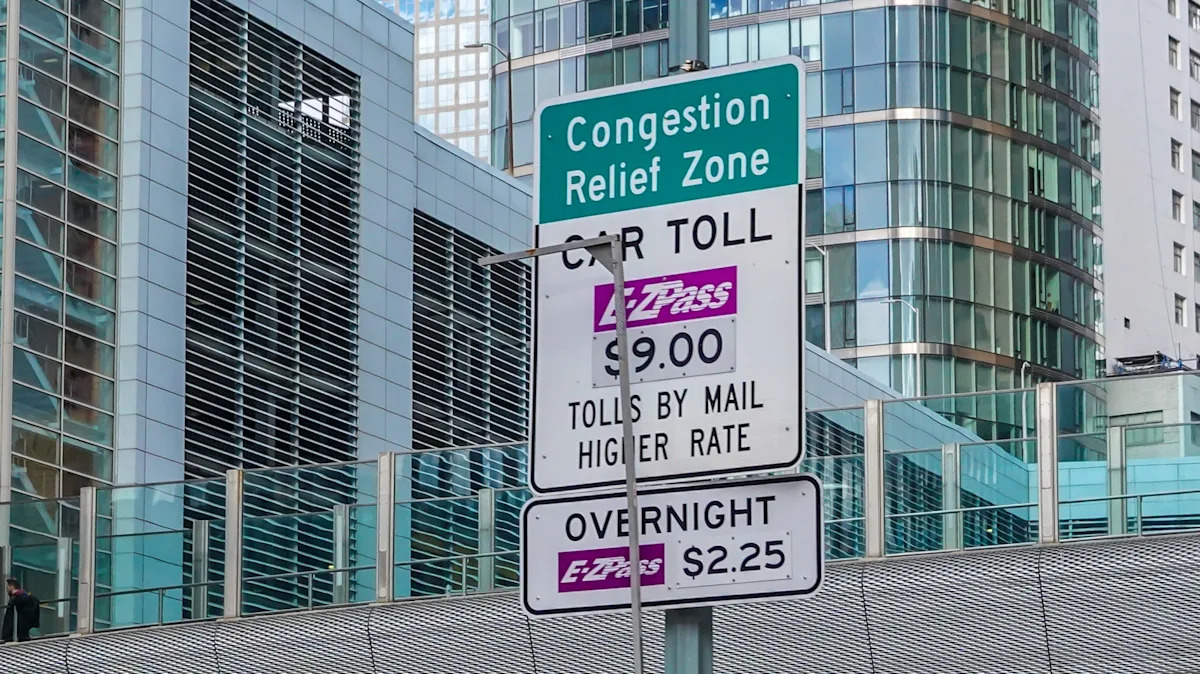 Congestion
Relief Zone
CAR TOLL
E-ZPass
$9.00
TOLLS BY MAIL
HIGHER RATE
OVERNIGHT
E-ZPass $2.25